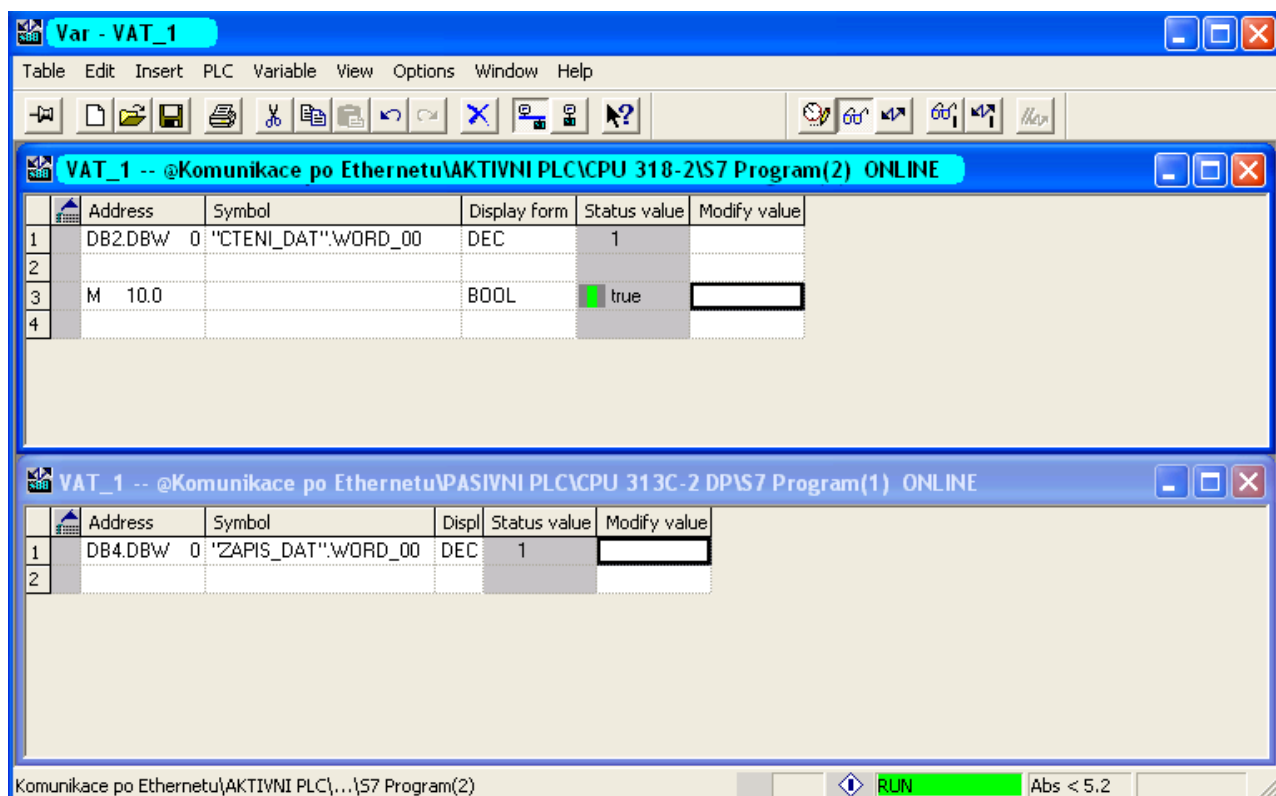 Var - VAT_1
Table Edit Insert PLC Variable View Options Window Help
VAT_1 -- @Komunikace po Ethernetu\AKTIVNI PLC\CPU 318-2\S7 Program(2) ONLINE
Address Symbol Display form Status value Modify value
1 DB2.DBW 0 "CTENI_DAT".WORD_00 DEC 1
2
3 M 10.0 BOOL true
4
VAT_1 -- @Komunikace po Ethernetu\PASIVNI PLC\CPU 313C-2 DP\S7 Program(1) ONLINE
Address Symbol Displ Status value Modify value
1 DB4.DBW 0 "ZAPIS_DAT".WORD_00 DEC 1
2
Komunikace po Ethernetu\AKTIVNI PLC\...\S7 Program(2) RUN Abs < 5.2